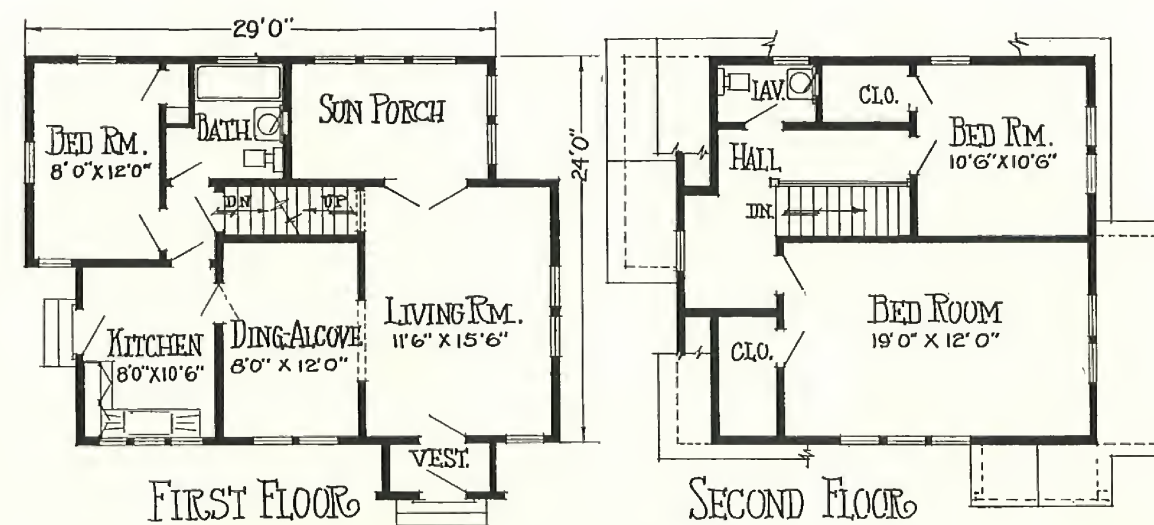 29'0"
BED RM.
8'0" X 12'0"
BATH
SUN PORCH
24'0"
DN
UP
KITCHEN
8'0"X10'6"
DING-ALCOVE
8'0" X 12'0"
LIVING RM.
11'6" X 15'6"
VEST.
FIRST FLOOR
LAV.
CLO.
HALL
BED RM.
10'6"X10'6"
DN.
BED ROOM
19'0" X 12'0"
CLO.
SECOND FLOOR